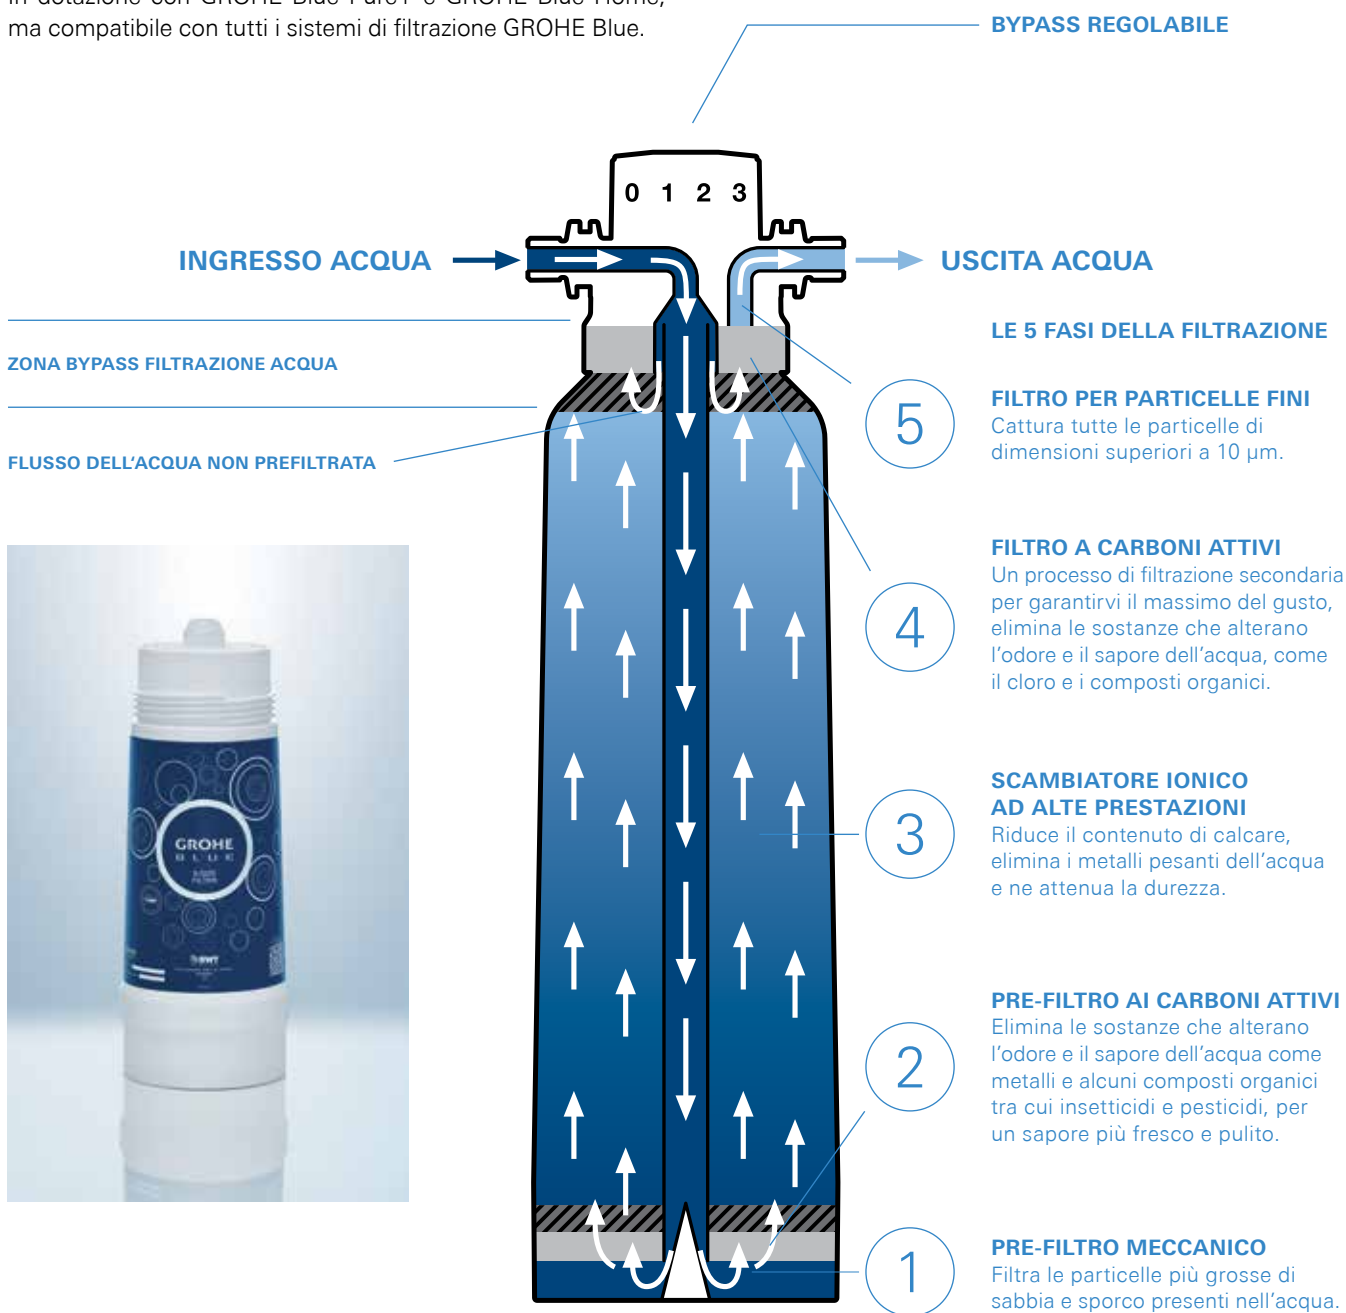 ma compatibile con tutti i sistemi di filtrazione GROHE Blue.
BYPASS REGOLABILE
0 1 2 3
INGRESSO ACQUA
USCITA ACQUA
ZONA BYPASS FILTRAZIONE ACQUA
FLUSSO DELL'ACQUA NON PREFILTRATA
LE 5 FASI DELLA FILTRAZIONE
5
FILTRO PER PARTICELLE FINI
Cattura tutte le particelle di
dimensioni superiori a 10 µm.
4
FILTRO A CARBONI ATTIVI
Un processo di filtrazione secondaria
per garantirvi il massimo del gusto,
elimina le sostanze che alterano
l'odore e il sapore dell'acqua, come
il cloro e i composti organici.
3
SCAMBIATORE IONICO
AD ALTE PRESTAZIONI
Riduce il contenuto di calcare,
elimina i metalli pesanti dell'acqua
e ne attenua la durezza.
2
PRE-FILTRO AI CARBONI ATTIVI
Elimina le sostanze che alterano
l'odore e il sapore dell'acqua come
metalli e alcuni composti organici
tra cui insetticidi e pesticidi, per
un sapore più fresco e pulito.
1
PRE-FILTRO MECCANICO
Filtra le particelle più grosse di
sabbia e sporco presenti nell'acqua.
GROHE
BLUE
BWT